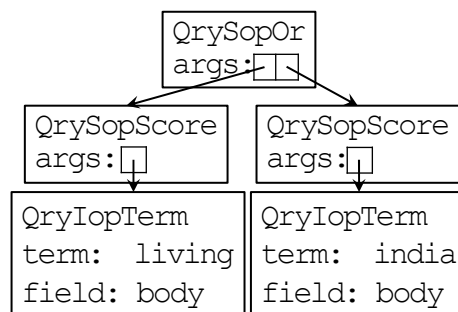 QrySopOr
args:
QrySopScore
args:
QrySopScore
args:
QryIopTerm
term: living
field: body
QryIopTerm
term: india
field: body